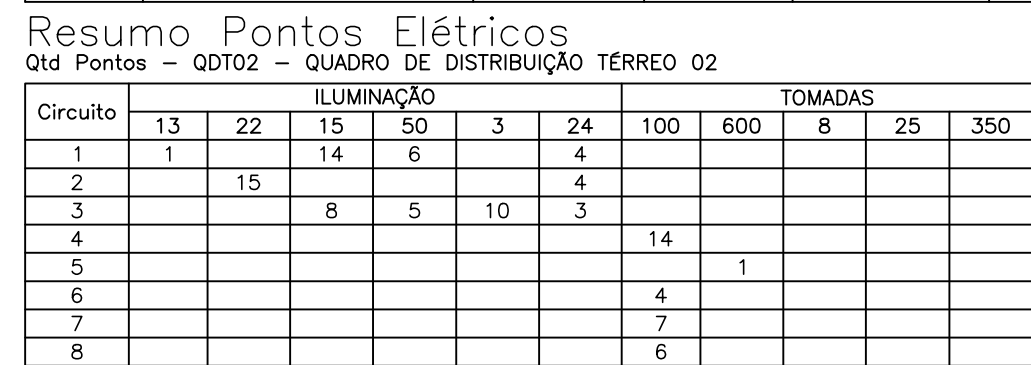 Resumo Pontos Elétricos
Qtd Pontos – QDT02 – QUADRO DE DISTRIBUIÇÃO TÉRREO 02
Circuito ILUMINAÇÃO TOMADAS
13 22 15 50 3 24 100 600 8 25 350
1 1 14 6 4
2 15 4
3 8 5 10 3
4 14
5 1
6 4
7 7
8 6